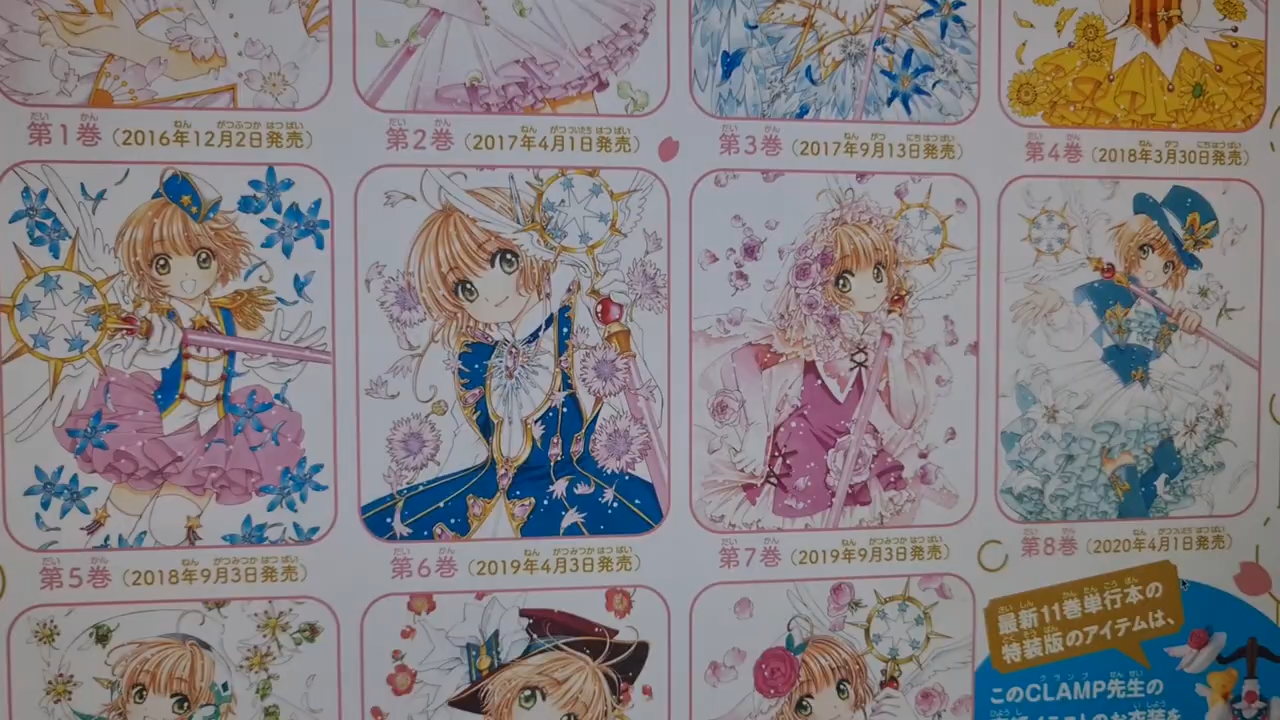 第1巻（2016年12月2日発売）
第2巻（2017年4月1日発売）
第3巻（2017年9月13日発売）
第4巻（2018年3月30日発売）
第5巻（2018年9月3日発売）
第6巻（2019年4月3日発売）
第7巻（2019年9月3日発売）
第8巻（2020年4月1日発売）
最新11巻単行本の
特装版のアイテムは、
このCLAMP先生の